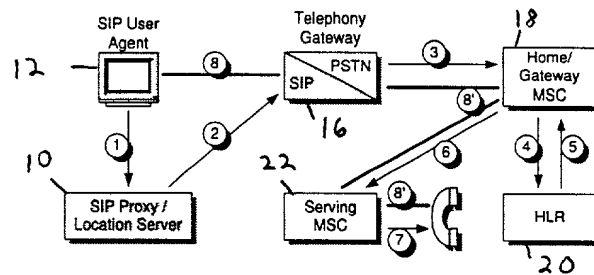 SIP User
Agent
12
8
Telephony
Gateway
SIP
PSTN
16
3
18
Home/
Gateway
MSC
8'
1
2
6
4
5
10
SIP Proxy /
Location Server
22
Serving
MSC
8'
7
HLR
20